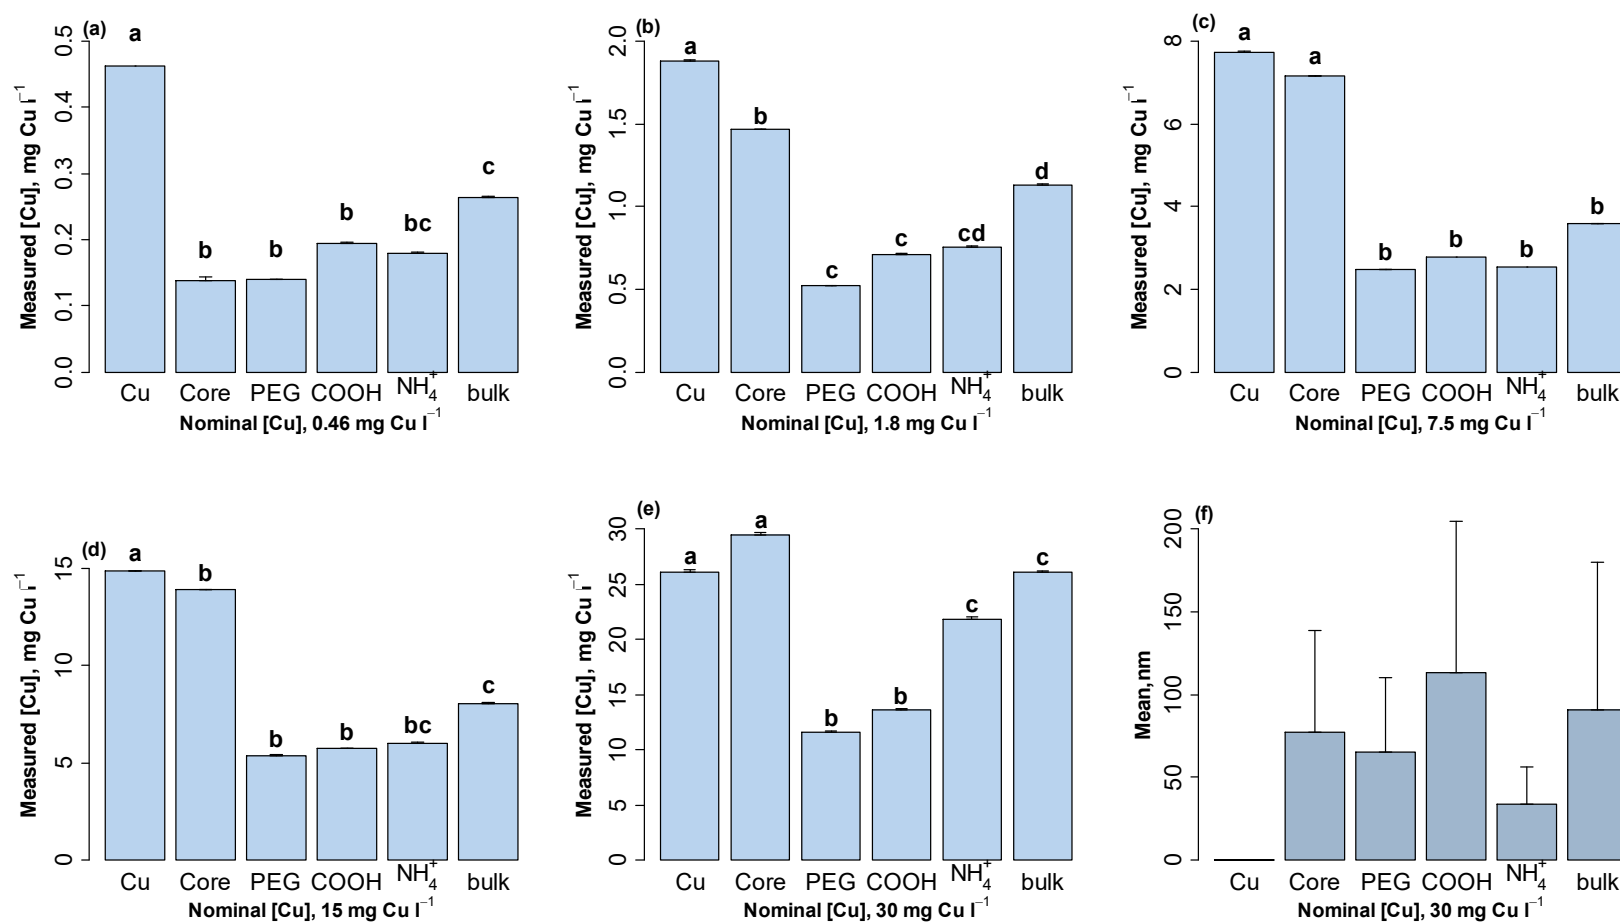 (a)
Measured [Cu], mg Cu l⁻¹
0.0 0.1 0.2 0.3 0.4 0.5
a b b b bc c
Cu Core PEG COOH NH₄⁺ bulk
Nominal [Cu], 0.46 mg Cu l⁻¹
(b)
Measured [Cu], mg Cu l⁻¹
0.0 0.5 1.0 1.5 2.0
a b c c cd d
Cu Core PEG COOH NH₄⁺ bulk
Nominal [Cu], 1.8 mg Cu l⁻¹
(c)
Measured [Cu], mg Cu l⁻¹
0 2 4 6 8
a a b b b b
Cu Core PEG COOH NH₄⁺ bulk
Nominal [Cu], 7.5 mg Cu l⁻¹
(d)
Measured [Cu], mg Cu l⁻¹
0 5 10 15
a b b b bc c
Cu Core PEG COOH NH₄⁺ bulk
Nominal [Cu], 15 mg Cu l⁻¹
(e)
Measured [Cu], mg Cu l⁻¹
0 5 10 15 20 25 30
a a b b c c
Cu Core PEG COOH NH₄⁺ bulk
Nominal [Cu], 30 mg Cu l⁻¹
(f)
Mean,nm
0 50 100 150 200
Cu Core PEG COOH NH₄⁺ bulk
Nominal [Cu], 30 mg Cu l⁻¹